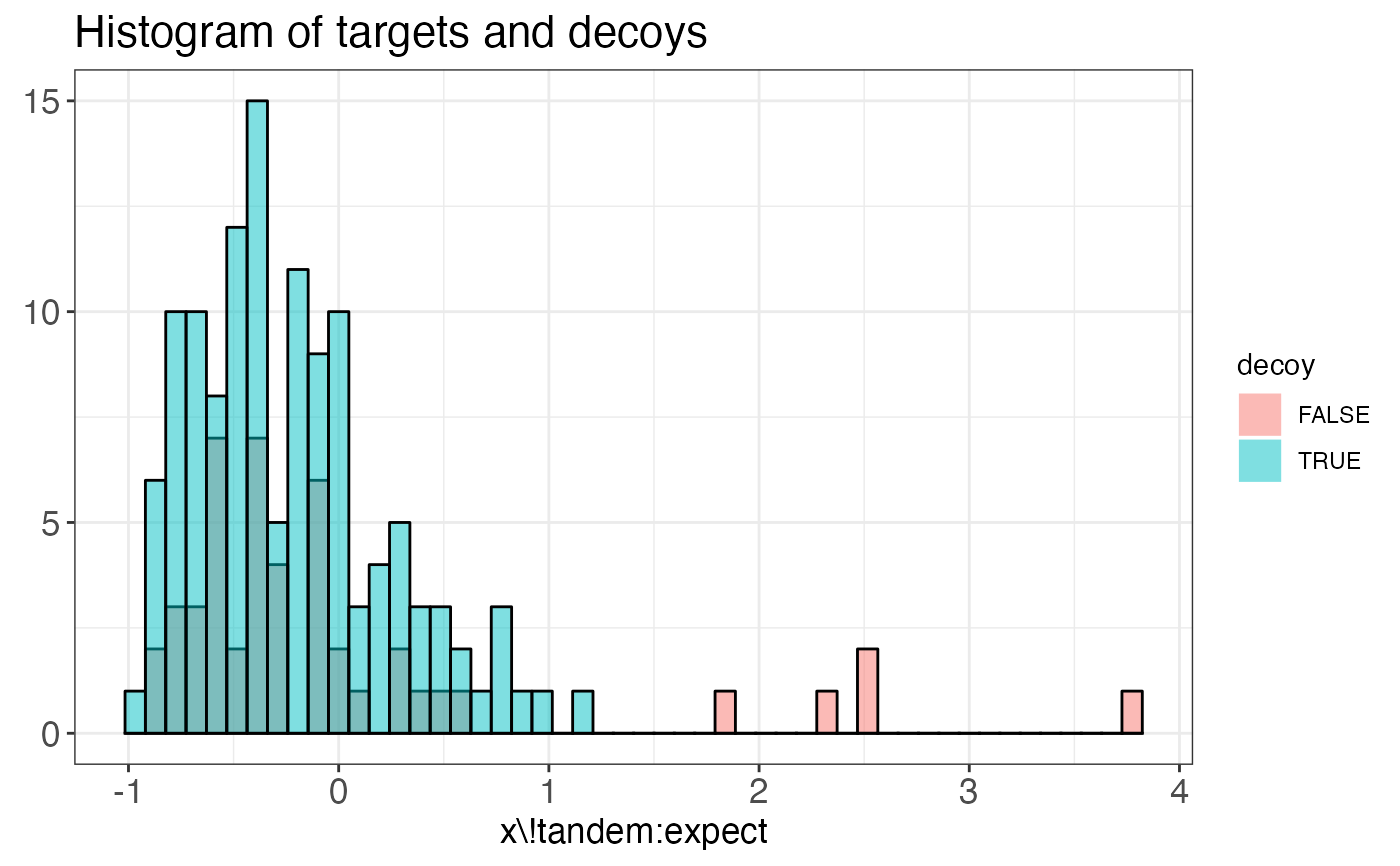 Histogram of targets and decoys
15
10
5
0
-1 0 1 2 3 4
x\!tandem:expect
decoy
FALSE
TRUE